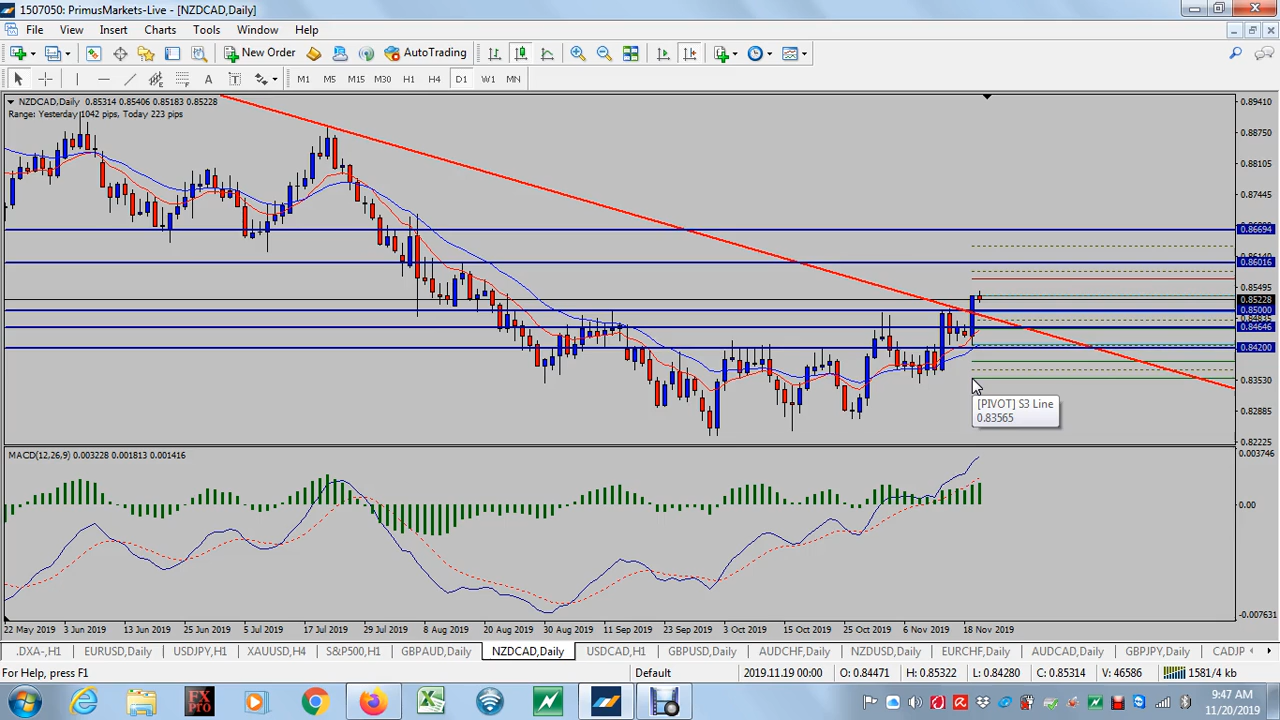 1507050: PrimusMarkets-Live - [NZDCAD,Daily]
File View Insert Charts Tools Window Help
New Order AutoTrading
A T M1 M5 M15 M30 H1 H4 D1 W1 MN
NZDCAD,Daily 0.85314 0.85406 0.85183 0.85228
Range: Yesterday 1042 pips, Today 223 pips
0.89410
0.88750
0.88105
0.87445
0.86694
0.86016
0.85495
0.85228
0.85000
0.84646
0.84200
0.83530
0.82885
0.82225
[PIVOT] S3 Line
0.83565
MACD(12,26,9) 0.003228 0.001813 0.001416
0.003746
0.00
-0.007631
22 May 2019 3 Jun 2019 13 Jun 2019 25 Jun 2019 5 Jul 2019 17 Jul 2019 29 Jul 2019 8 Aug 2019 20 Aug 2019 30 Aug 2019 11 Sep 2019 23 Sep 2019 3 Oct 2019 15 Oct 2019 25 Oct 2019 6 Nov 2019 18 Nov 2019
.DXA-,H1 EURUSD,Daily USDJPY,H1 XAUUSD,H4 S&P500,H1 GBPAUD,Daily NZDCAD,Daily USDCAD,H1 GBPUSD,Daily AUDCHF,Daily NZDUSD,Daily EURCHF,Daily AUDCAD,Daily GBPJPY,Daily CADJP
For Help, press F1 Default 2019.11.19 00:00 O: 0.84471 H: 0.85322 L: 0.84280 C: 0.85314 V: 46586 1581/4 kb
FX PRO
9:47 AM
11/20/2019